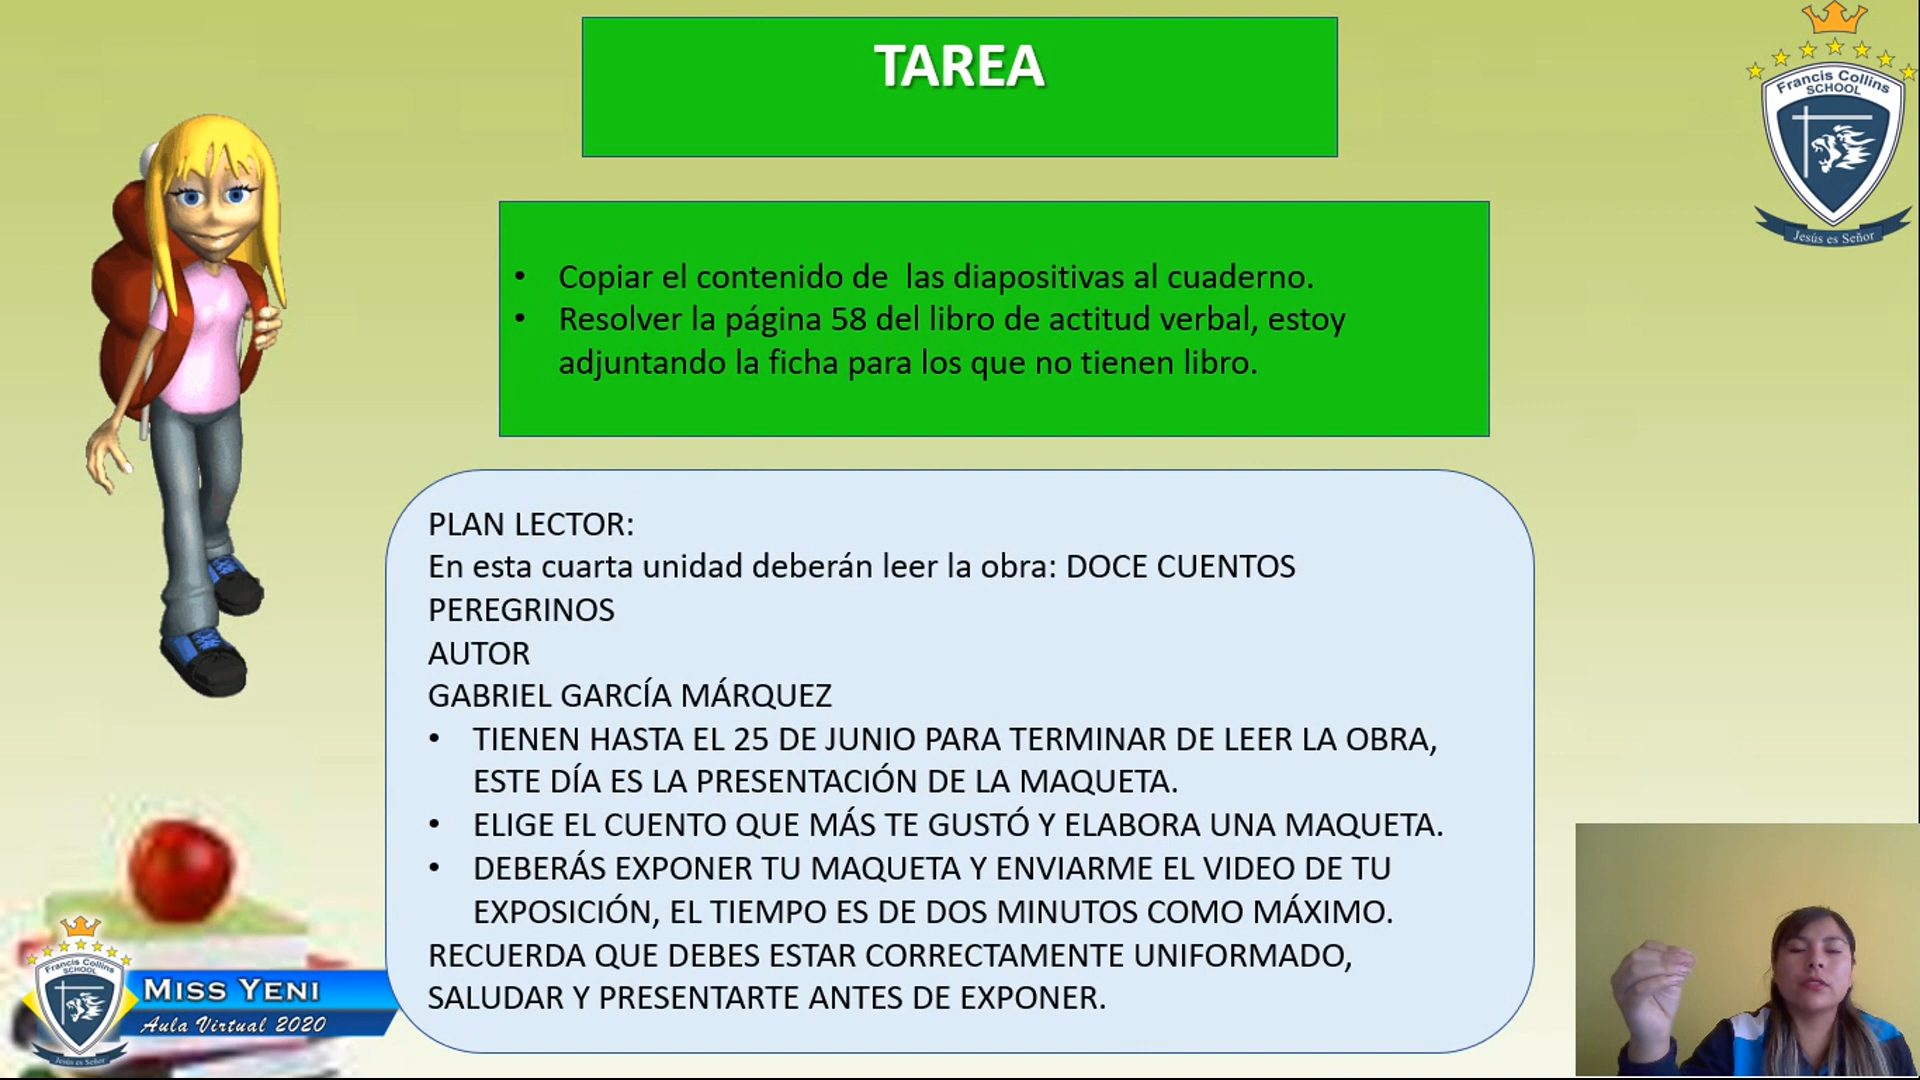 TAREA
Francis Collins
SCHOOL
Jesús es Señor
• Copiar el contenido de  las diapositivas al cuaderno.
• Resolver la página 58 del libro de actitud verbal, estoy
adjuntando la ficha para los que no tienen libro.
PLAN LECTOR:
En esta cuarta unidad deberán leer la obra: DOCE CUENTOS
PEREGRINOS
AUTOR
GABRIEL GARCÍA MÁRQUEZ
• TIENEN HASTA EL 25 DE JUNIO PARA TERMINAR DE LEER LA OBRA,
ESTE DÍA ES LA PRESENTACIÓN DE LA MAQUETA.
• ELIGE EL CUENTO QUE MÁS TE GUSTÓ Y ELABORA UNA MAQUETA.
• DEBERÁS EXPONER TU MAQUETA Y ENVIARME EL VIDEO DE TU
EXPOSICIÓN, EL TIEMPO ES DE DOS MINUTOS COMO MÁXIMO.
RECUERDA QUE DEBES ESTAR CORRECTAMENTE UNIFORMADO,
SALUDAR Y PRESENTARTE ANTES DE EXPONER.
Francis Collins
SCHOOL
Jesús es Señor
MISS YENI
Aula Virtual 2020